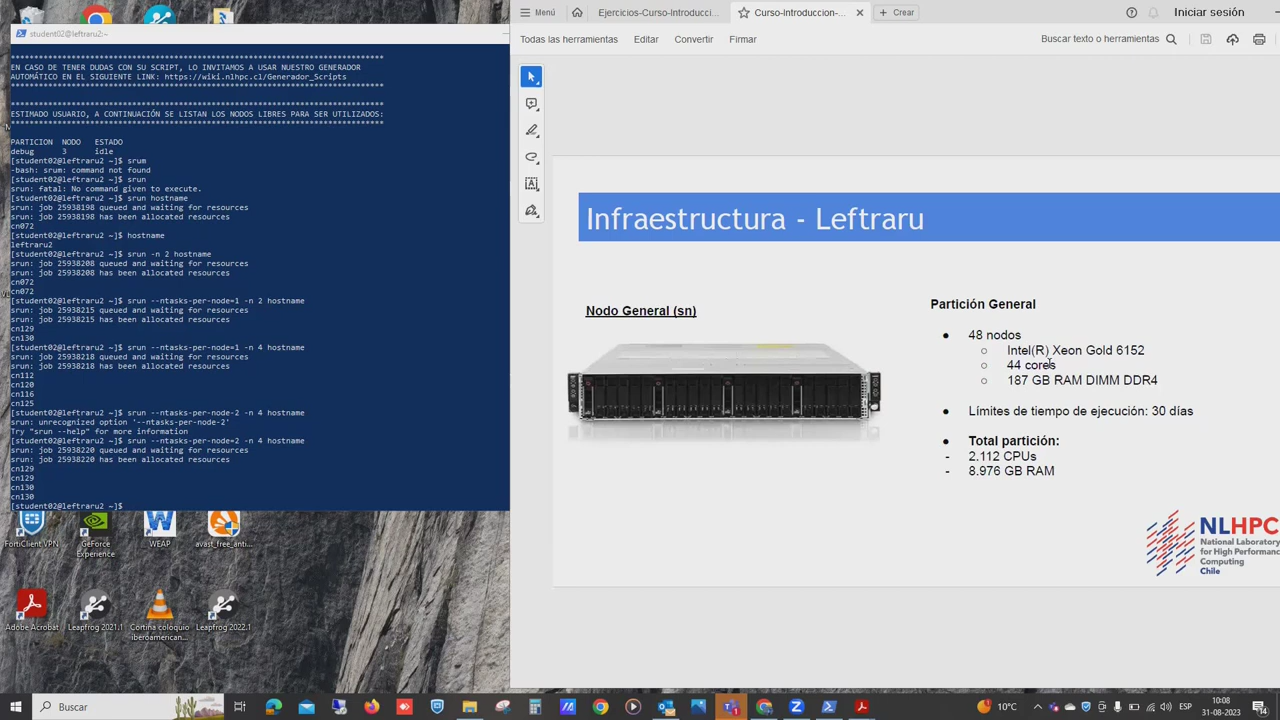 student02@leftraru2:~
****************************************************************************
EN CASO DE TENER DUDAS CON SU SCRIPT, LO INVITAMOS A USAR NUESTRO GENERADOR
AUTOMÁTICO EN EL SIGUIENTE LINK: https://wiki.nlhpc.cl/Generador_Scripts
****************************************************************************
****************************************************************************
ESTIMADO USUARIO, A CONTINUACIÓN SE LISTAN LOS NODOS LIBRES PARA SER UTILIZADOS:
****************************************************************************
PARTICION NODO ESTADO
debug 3 idle
[student02@leftraru2 ~]$ srum
-bash: srum: command not found
[student02@leftraru2 ~]$ srun
srun: fatal: No command given to execute.
[student02@leftraru2 ~]$ srun hostname
srun: job 25938198 queued and waiting for resources
srun: job 25938198 has been allocated resources
cn072
[student02@leftraru2 ~]$ hostname
leftraru2
[student02@leftraru2 ~]$ srun -n 2 hostname
srun: job 25938208 queued and waiting for resources
srun: job 25938208 has been allocated resources
cn072
cn072
[student02@leftraru2 ~]$ srun --ntasks-per-node=1 -n 2 hostname
srun: job 25938215 queued and waiting for resources
srun: job 25938215 has been allocated resources
cn129
cn130
[student02@leftraru2 ~]$ srun --ntasks-per-node=1 -n 4 hostname
srun: job 25938218 queued and waiting for resources
srun: job 25938218 has been allocated resources
cn112
cn120
cn116
cn125
[student02@leftraru2 ~]$ srun --ntasks-per-node-2 -n 4 hostname
srun: unrecognized option '--ntasks-per-node-2'
Try "srun --help" for more information
[student02@leftraru2 ~]$ srun --ntasks-per-node=2 -n 4 hostname
srun: job 25938220 queued and waiting for resources
srun: job 25938220 has been allocated resources
cn129
cn129
cn130
cn130
[student02@leftraru2 ~]$
FortiClient VPN
GeForce Experience
WEAP
avast_free_anti...
Adobe Acrobat
Leapfrog 2021.1
Cortina coloquio iberoamerican...
Leapfrog 2022.1
Menú
Ejercicios-Curso-Introducci...
Curso-Introduccion-...
Crear
Iniciar sesión
Todas las herramientas
Editar
Convertir
Firmar
Buscar texto o herramientas
Infraestructura - Leftraru
Nodo General (sn)
Partición General
● 48 nodos
○ Intel(R) Xeon Gold 6152
○ 44 cores
○ 187 GB RAM DIMM DDR4
● Límites de tiempo de ejecución: 30 días
● Total partición:
- 2.112 CPUs
- 8.976 GB RAM
NLHPC
National Laboratory
for High Performance
Computing
Chile
Buscar
10°C
ESP
10:08
31-08-2023